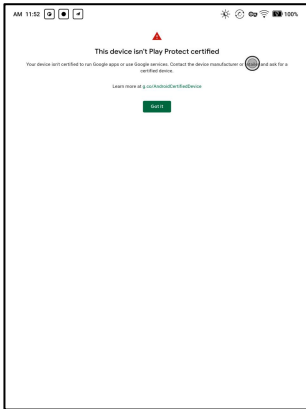 AM 11:52 100%
This device isn't Play Protect certified
Your device isn't certified to run Google apps or use Google services. Contact the device manufacturer or and ask for a
certified device.
Learn more at g.co/AndroidCertifiedDevice
Got it